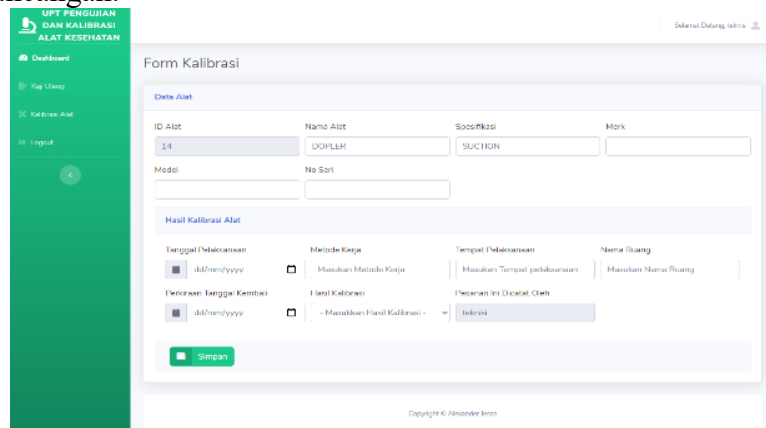 UPT PENGUJIAN
DAN KALIBRASI
ALAT KESEHATAN
Selamat Datang, teknisi
Dashboard
Kaji Ulang
Kalibrasi Alat
Logout
Form Kalibrasi
Data Alat
ID Alat Nama Alat Spesifikasi Merk
14 DOPLER SUCTION
Model No Seri
Hasil Kalibrasi Alat
Tanggal Pelaksanaan Metode Kerja Tempat Pelaksanaan Nama Ruang
dd/mm/yyyy Masukan Metode Kerja Masukan Tempat pelaksanaan Masukan Nama Ruang
Perkiraan Tanggal Kembali Hasil Kalibrasi Pesanan Ini Dicatat Oleh
dd/mm/yyyy - Masukkan Hasil Kalibrasi - teknisi
Simpan
Copyright © Alexander